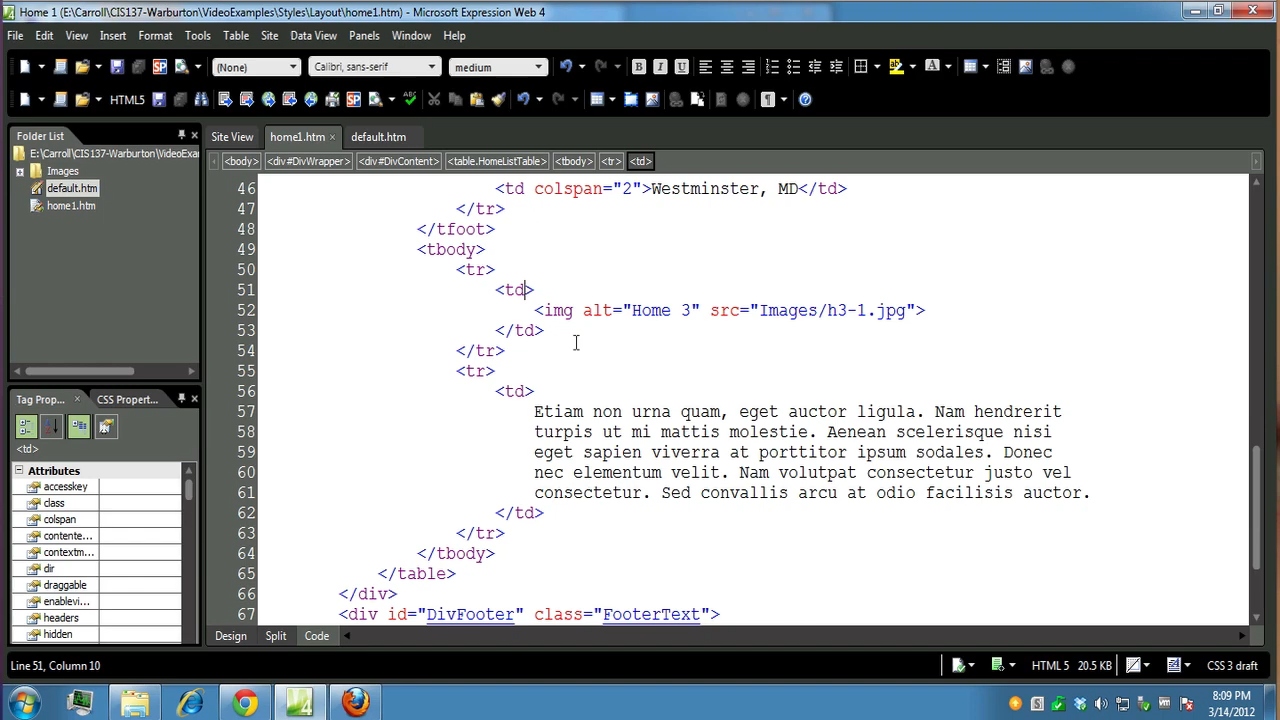 Home 1 (E:\Carroll\CIS137-Warburton\VideoExamples\Styles\Layout\home1.htm) - Microsoft Expression Web 4
File Edit View Insert Format Tools Table Site Data View Panels Window Help
(None) Calibri, sans-serif medium B I U
HTML5
Folder List
Site View home1.htm default.htm
E:\Carroll\CIS137-Warburton\VideoExam
<body> <div#DivWrapper> <div#DivContent> <table.HomeListTable> <tbody> <tr> <td>
Images
default.htm
home1.htm
46 <td colspan="2">Westminster, MD</td>
47 </tr>
48 </tfoot>
49 <tbody>
50 <tr>
51 <td>
52 <img alt="Home 3" src="Images/h3-1.jpg">
53 </td>
54 </tr>
55 <tr>
56 <td>
57 Etiam non urna quam, eget auctor ligula. Nam hendrerit
58 turpis ut mi mattis molestie. Aenean scelerisque nisi
59 eget sapien viverra at porttitor ipsum sodales. Donec
60 nec elementum velit. Nam volutpat consectetur justo vel
61 consectetur. Sed convallis arcu at odio facilisis auctor.
62 </td>
63 </tr>
64 </tbody>
65 </table>
66 </div>
67 <div id="DivFooter" class="FooterText">
Tag Prop... CSS Propert...
<td>
Attributes
accesskey
class
colspan
contente...
contextm...
dir
draggable
enablevi...
headers
hidden
Design Split Code
Line 51, Column 10 HTML 5 20.5 KB CSS 3 draft
8:09 PM
3/14/2012